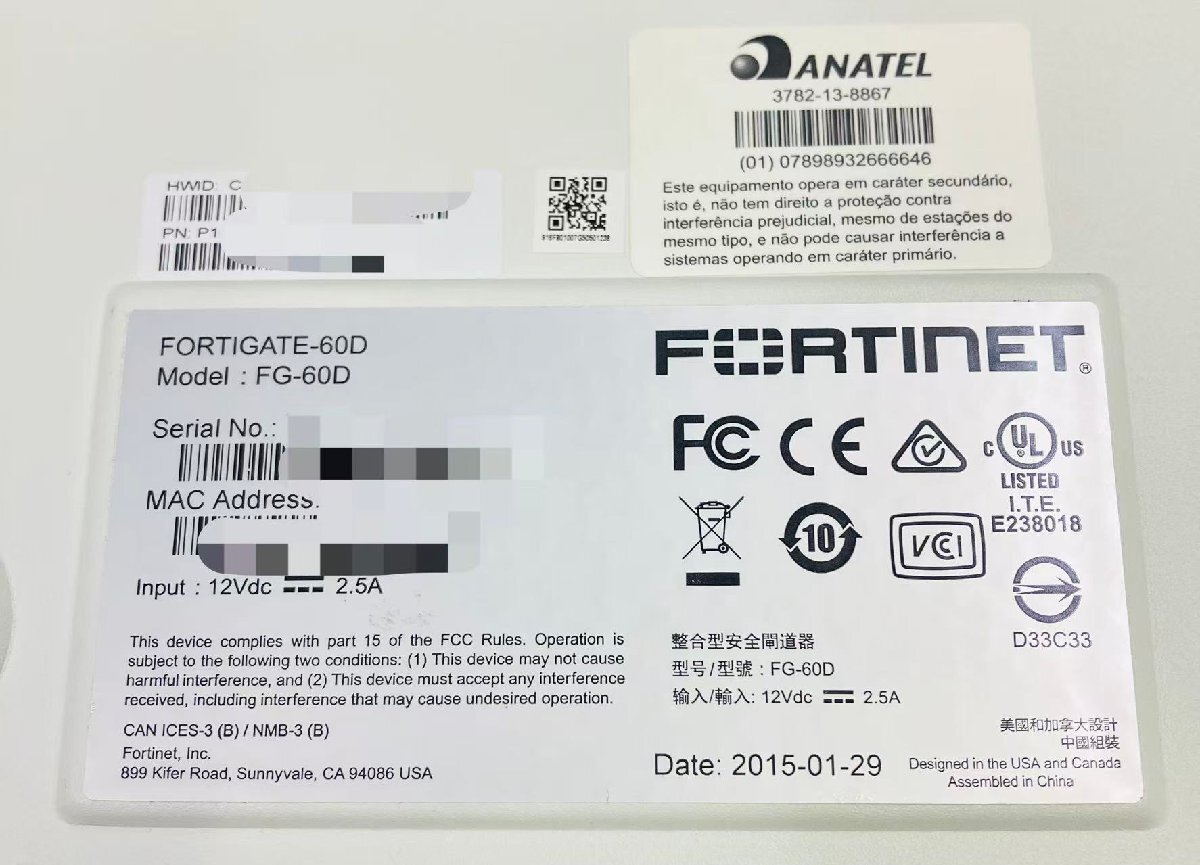 ANATEL
3782-13-8867
(01) 07898932666646
Este equipamento opera em caráter secundário,
isto é, não tem direito a proteção contra
interferência prejudicial, mesmo de estações do
mesmo tipo, e não pode causar interferência a
sistemas operando em caráter primário.
HWID: C
PN: P1
FORTIGATE-60D
Model : FG-60D
Serial No.:
MAC Address:
Input : 12Vdc 2.5A
This device complies with part 15 of the FCC Rules. Operation is
subject to the following two conditions: (1) This device may not cause
harmful interference, and (2) This device must accept any interference
received, including interference that may cause undesired operation.
CAN ICES-3 (B) / NMB-3 (B)
Fortinet, Inc.
899 Kifer Road, Sunnyvale, CA 94086 USA
FORTINET®
FC CE
C UL US
LISTED
I.T.E.
E238018
10
VCI
D33C33
整合型安全閘道器
型号/型號 : FG-60D
输入/輸入: 12Vdc 2.5A
美國和加拿大設計
中國組裝
Date: 2015-01-29
Designed in the USA and Canada
Assembled in China